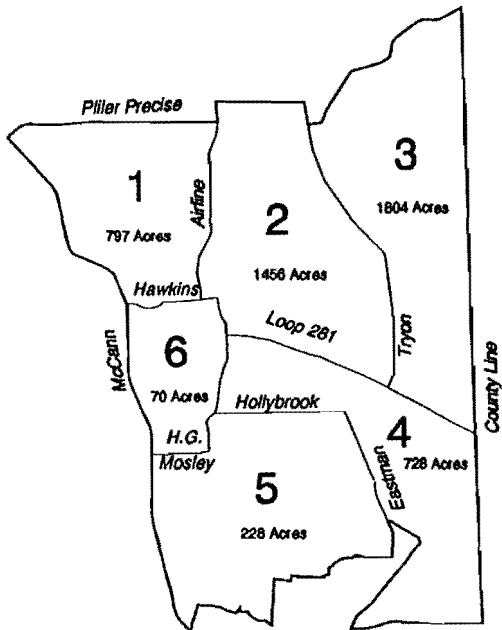 Pliler Precise
3
1804 Acres
1
797 Acres
Airline
2
1456 Acres
Hawkins
Loop 281
Tryon
McCann
6
70 Acres
County Line
Hollybrook
4
728 Acres
H.G.
Mosley
Eastman
5
228 Acres